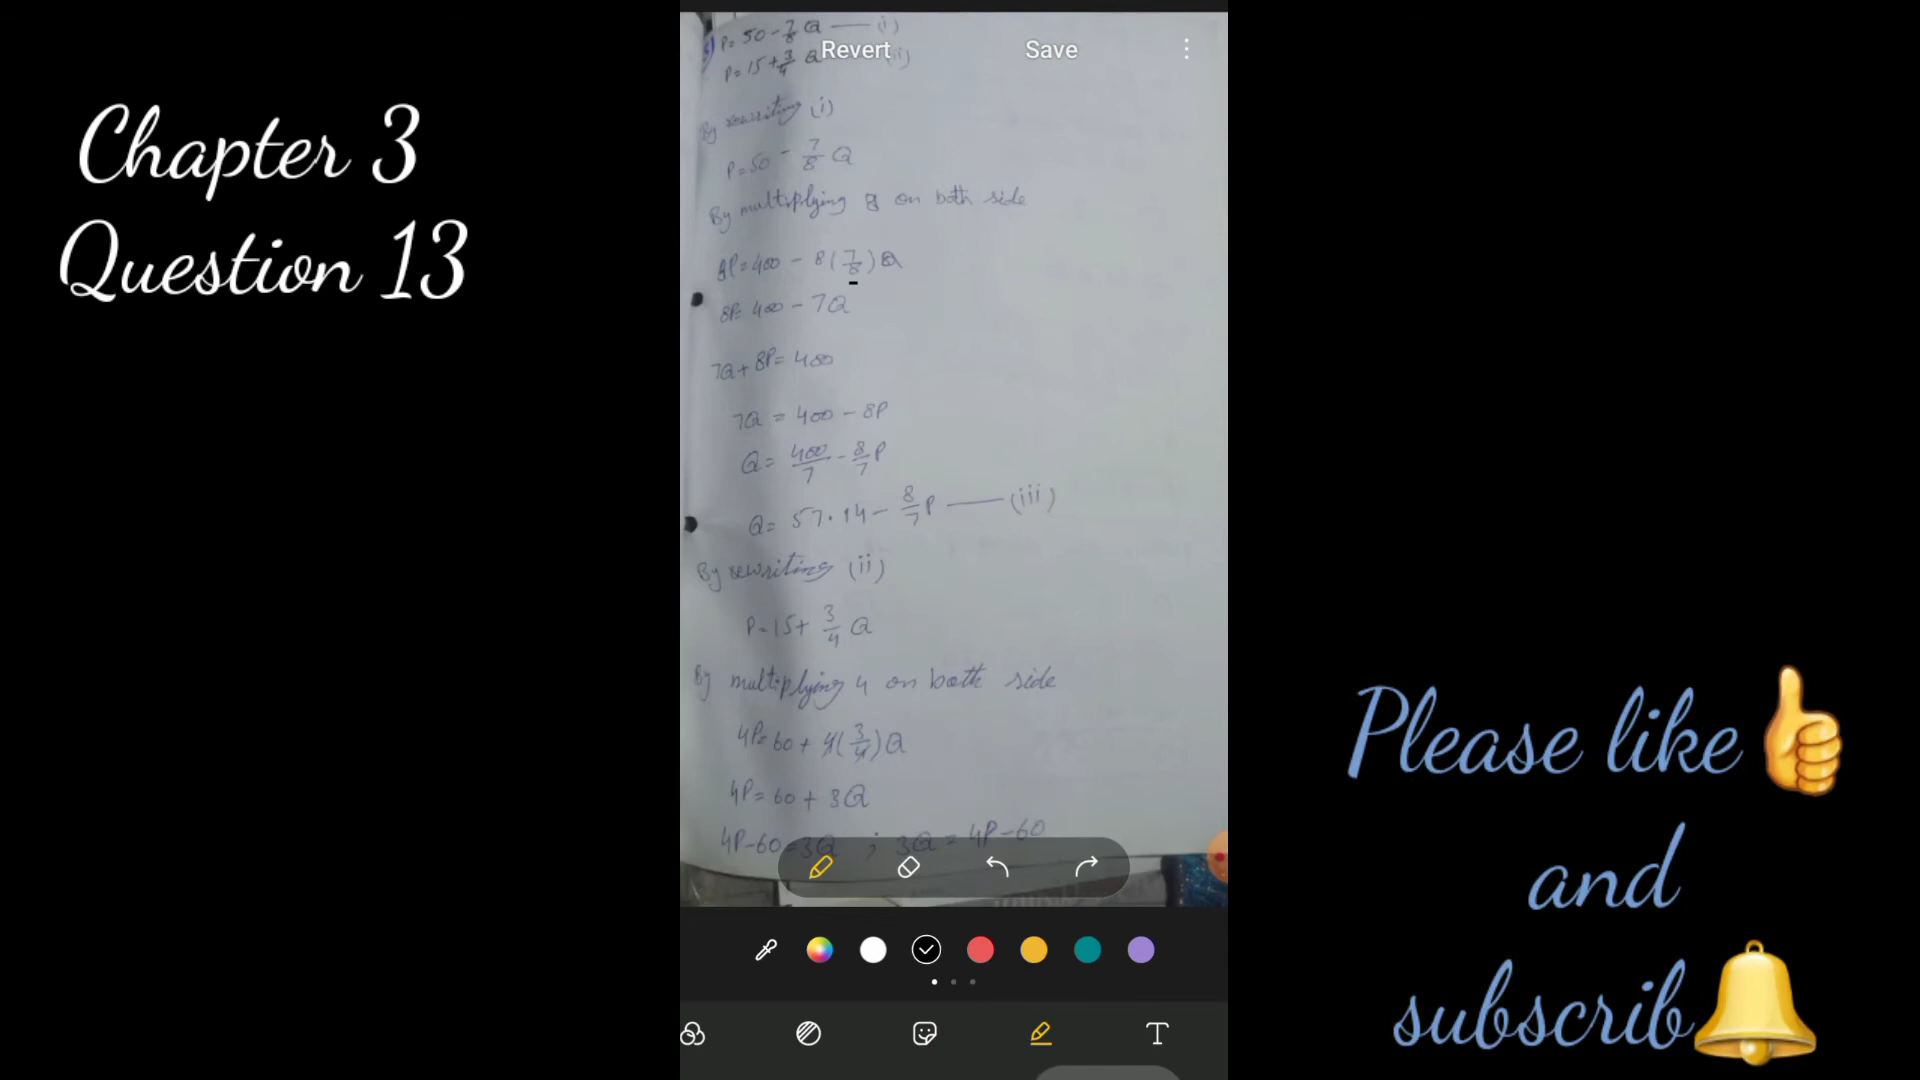 Chapter 3
Question 13
Revert
Save
P = 50 - 7/8 Q —— (i)
P = 15 + 3/4 Q (ii)
By rewriting (i)
P = 50 - 7/8 Q
By multiplying 8 on both side
8P = 400 - 8(7/8)Q
8P = 400 - 7Q
7Q + 8P = 400
7Q = 400 - 8P
Q = 400/7 - 8/7 P
Q = 57.14 - 8/7 P —— (iii)
By rewriting (ii)
P = 15 + 3/4 Q
By multiplying 4 on both side
4P = 60 + 4(3/4)Q
4P = 60 + 3Q
4P - 60 = 3Q ; 3Q = 4P - 60
T
Please like
and
subscrib